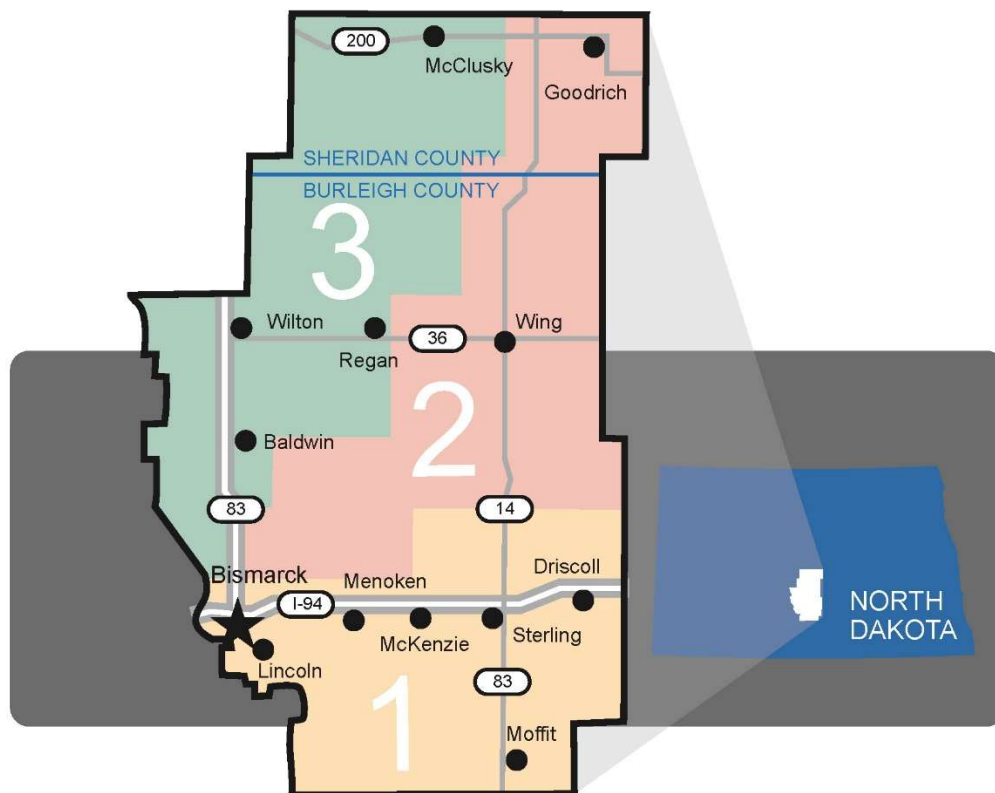 200
McClusky
Goodrich
SHERIDAN COUNTY
BURLEIGH COUNTY
3
Wilton
Regan
36
Wing
2
Baldwin
83
14
Bismarck
Menoken
Driscoll
I-94
McKenzie
Sterling
Lincoln
83
1
Moffit
NORTH
DAKOTA